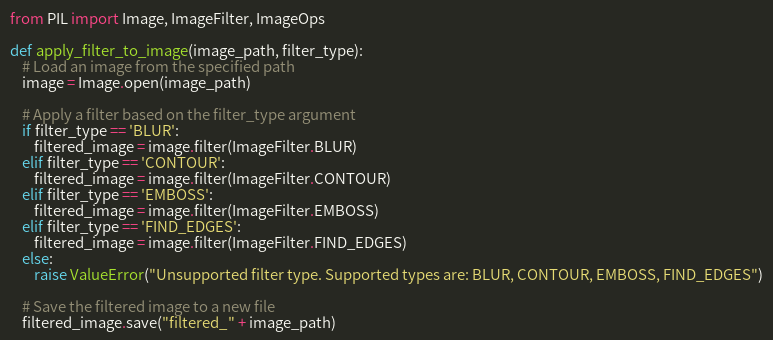 from PIL import Image, ImageFilter, ImageOps

def apply_filter_to_image(image_path, filter_type):
    # Load an image from the specified path
    image = Image.open(image_path)

    # Apply a filter based on the filter_type argument
    if filter_type == 'BLUR':
        filtered_image = image.filter(ImageFilter.BLUR)
    elif filter_type == 'CONTOUR':
        filtered_image = image.filter(ImageFilter.CONTOUR)
    elif filter_type == 'EMBOSS':
        filtered_image = image.filter(ImageFilter.EMBOSS)
    elif filter_type == 'FIND_EDGES':
        filtered_image = image.filter(ImageFilter.FIND_EDGES)
    else:
        raise ValueError("Unsupported filter type. Supported types are: BLUR, CONTOUR, EMBOSS, FIND_EDGES")

    # Save the filtered image to a new file
    filtered_image.save("filtered_" + image_path)